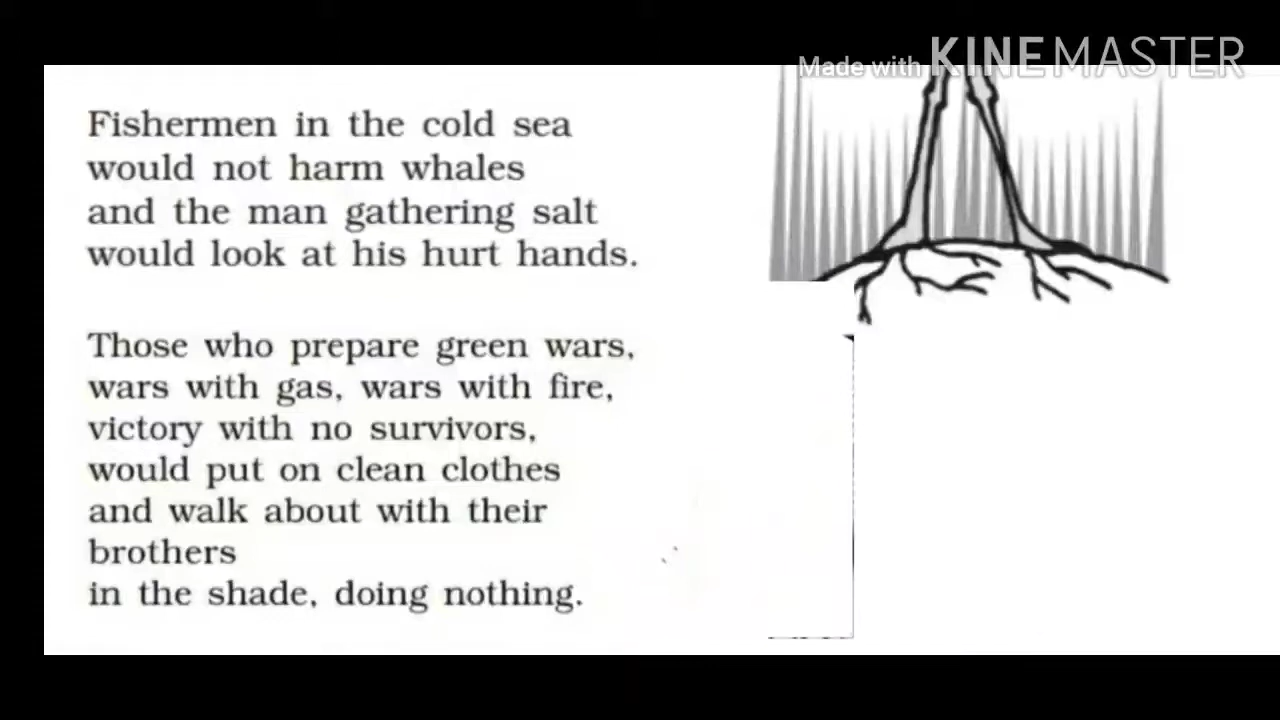 Made with KINEMASTER
Fishermen in the cold sea
would not harm whales
and the man gathering salt
would look at his hurt hands.
Those who prepare green wars,
wars with gas, wars with fire,
victory with no survivors,
would put on clean clothes
and walk about with their
brothers
in the shade, doing nothing.